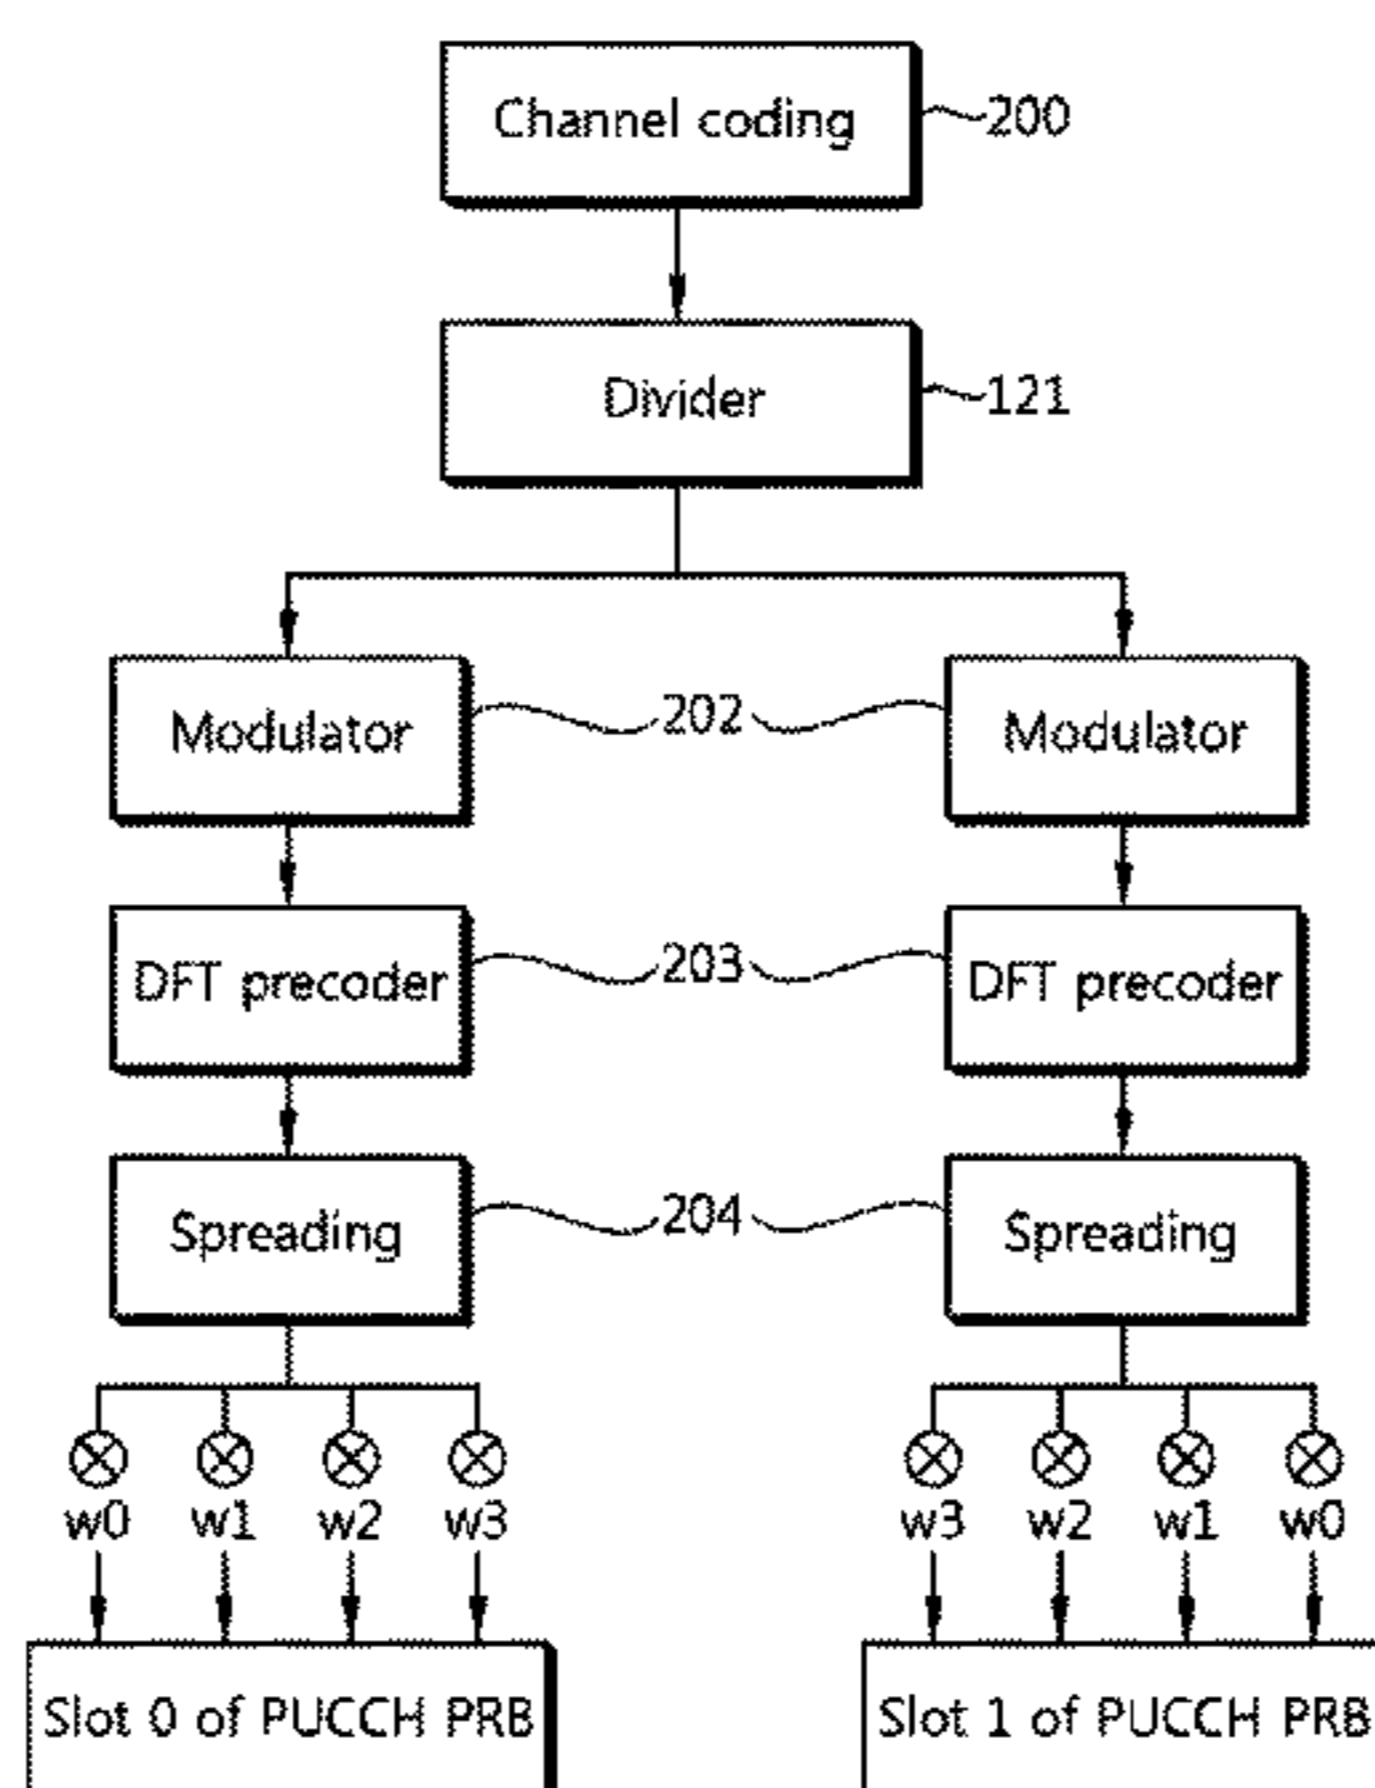 Channel coding 200
Divider 121
Modulator 202 Modulator
DFT precoder 203 DFT precoder
Spreading 204 Spreading
w0 w1 w2 w3 w3 w2 w1 w0
Slot 0 of PUCCH PRB Slot 1 of PUCCH PRB